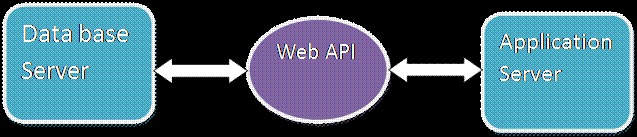 Data base
Server
Web API
Application
Server